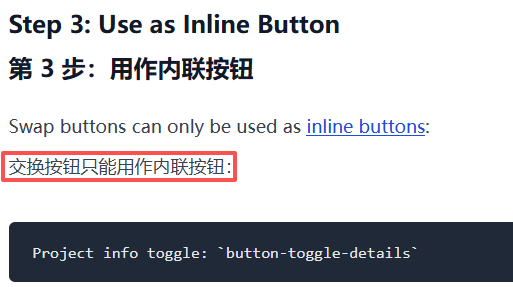 Step 3: Use as Inline Button
第 3 步：用作内联按钮
Swap buttons can only be used as inline buttons:
交换按钮只能用作内联按钮：
Project info toggle: `button-toggle-details`